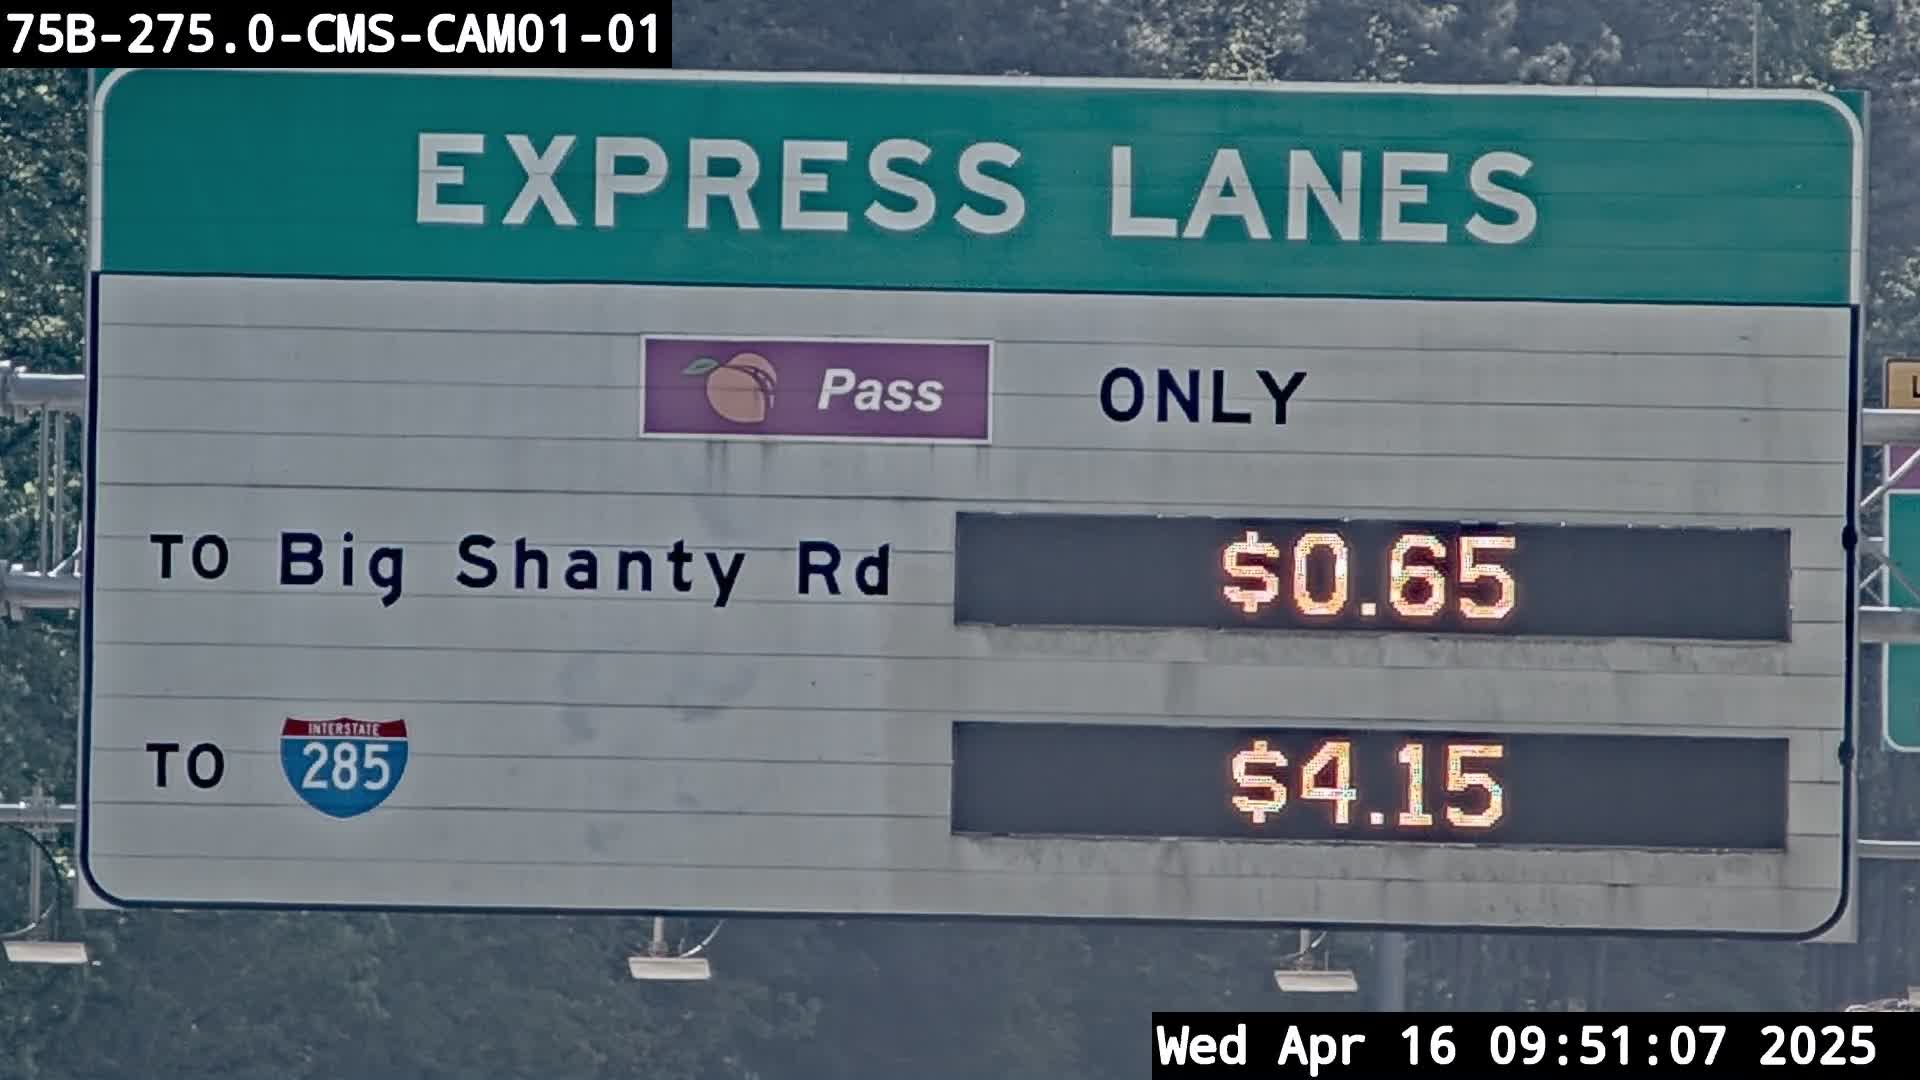 75B-275.0-CMS-CAM01-01
EXPRESS LANES
Pass ONLY
TO Big Shanty Rd $0.65
TO INTERSTATE 285 $4.15
Wed Apr 16 09:51:07 2025